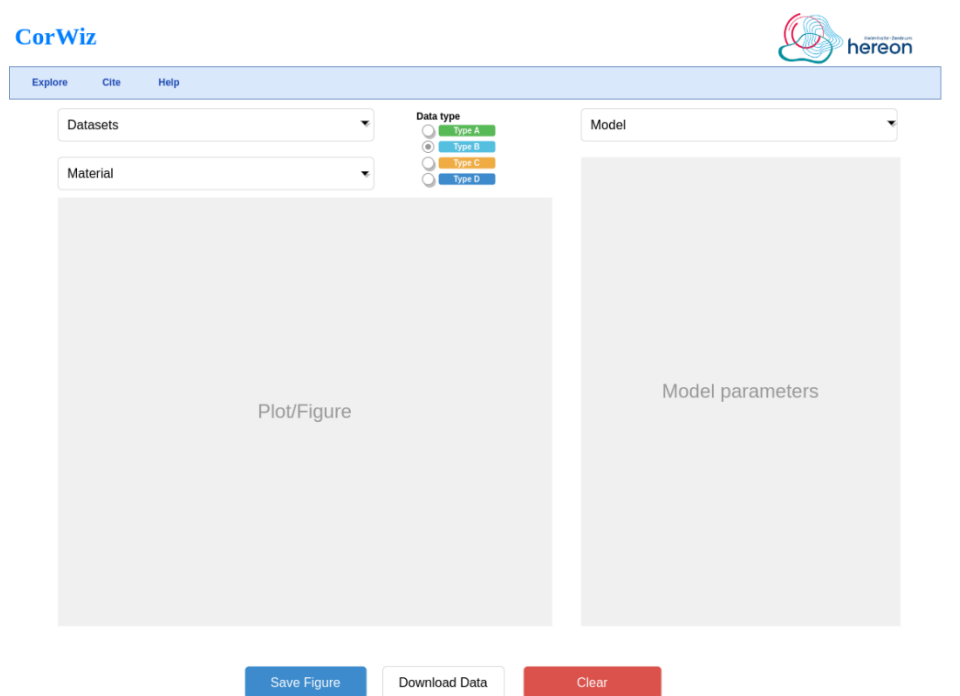 CorWiz
hereon
Explore Cite Help
Datasets
Material
Data type
Type A
Type B
Type C
Type D
Model
Plot/Figure
Model parameters
Save Figure Download Data Clear